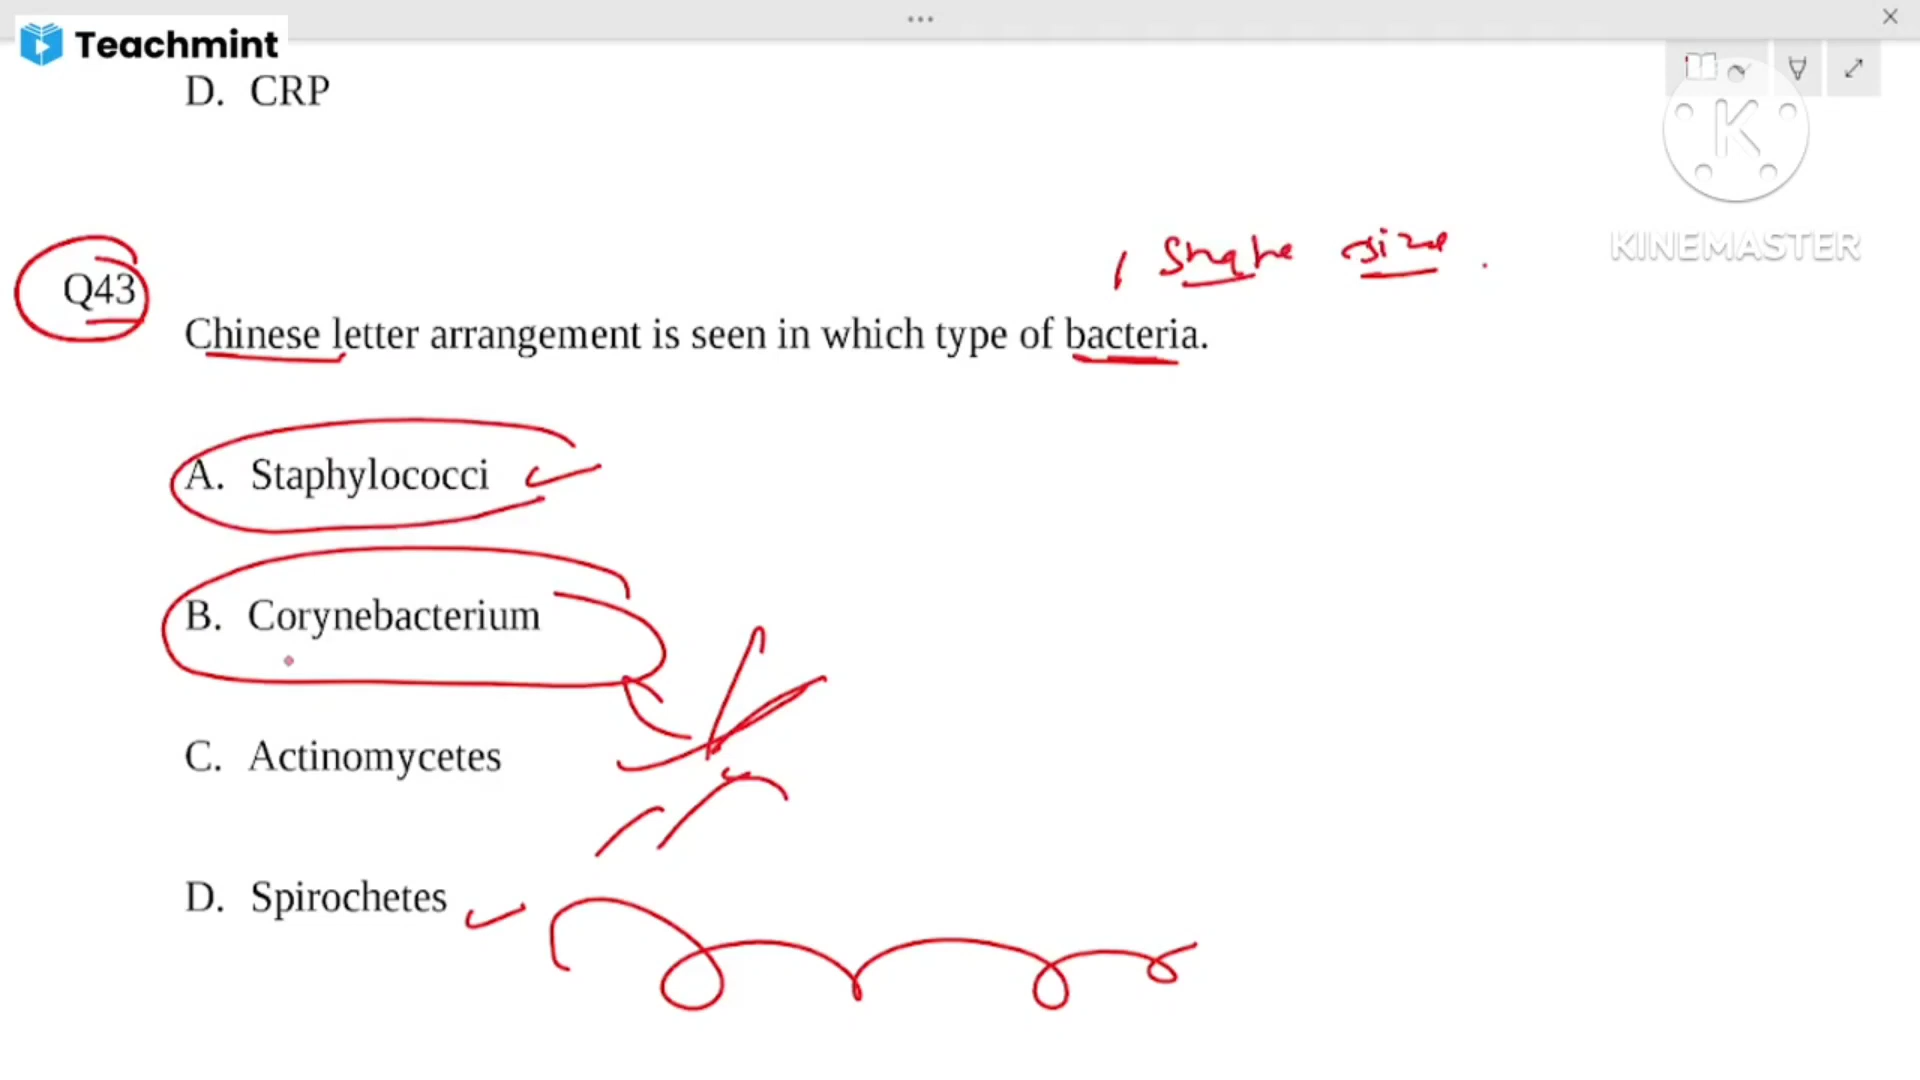 Teachmint
D. CRP
KINEMASTER
Shape size
Q43
Chinese letter arrangement is seen in which type of bacteria.
A. Staphylococci
B. Corynebacterium
C. Actinomycetes
D. Spirochetes